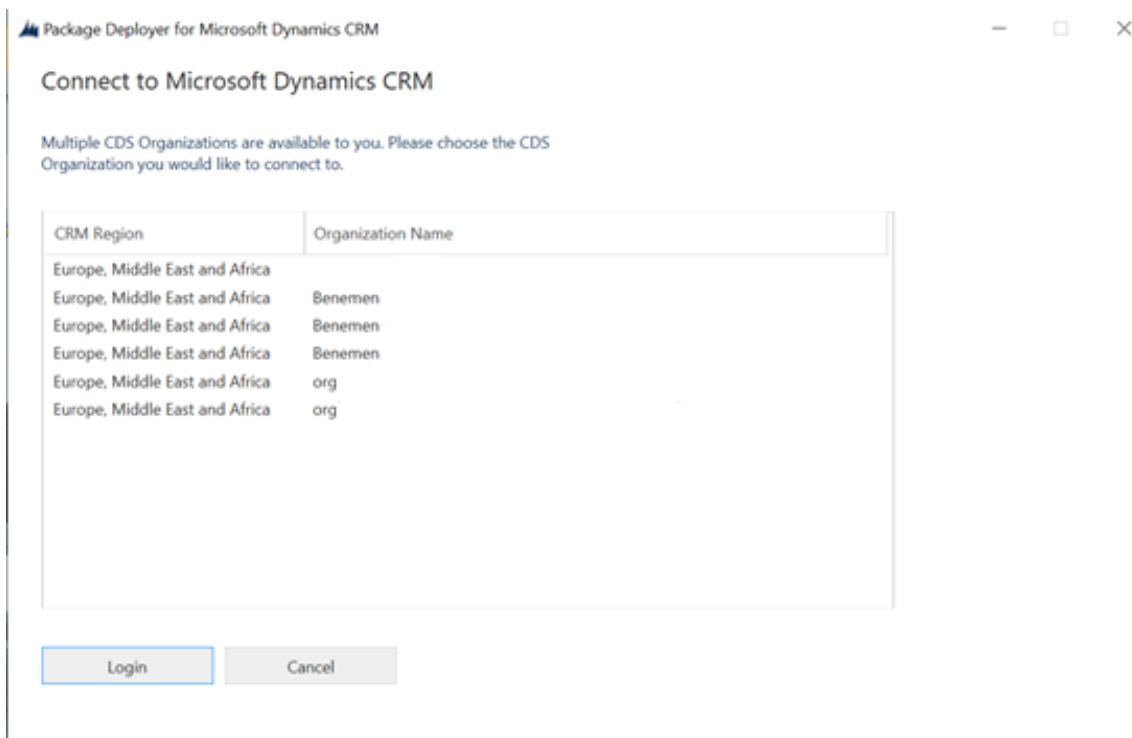 Package Deployer for Microsoft Dynamics CRM
Connect to Microsoft Dynamics CRM
Multiple CDS Organizations are available to you. Please choose the CDS
Organization you would like to connect to.
CRM Region Organization Name
Europe, Middle East and Africa
Europe, Middle East and Africa Benemen
Europe, Middle East and Africa Benemen
Europe, Middle East and Africa Benemen
Europe, Middle East and Africa org
Europe, Middle East and Africa org
Login Cancel